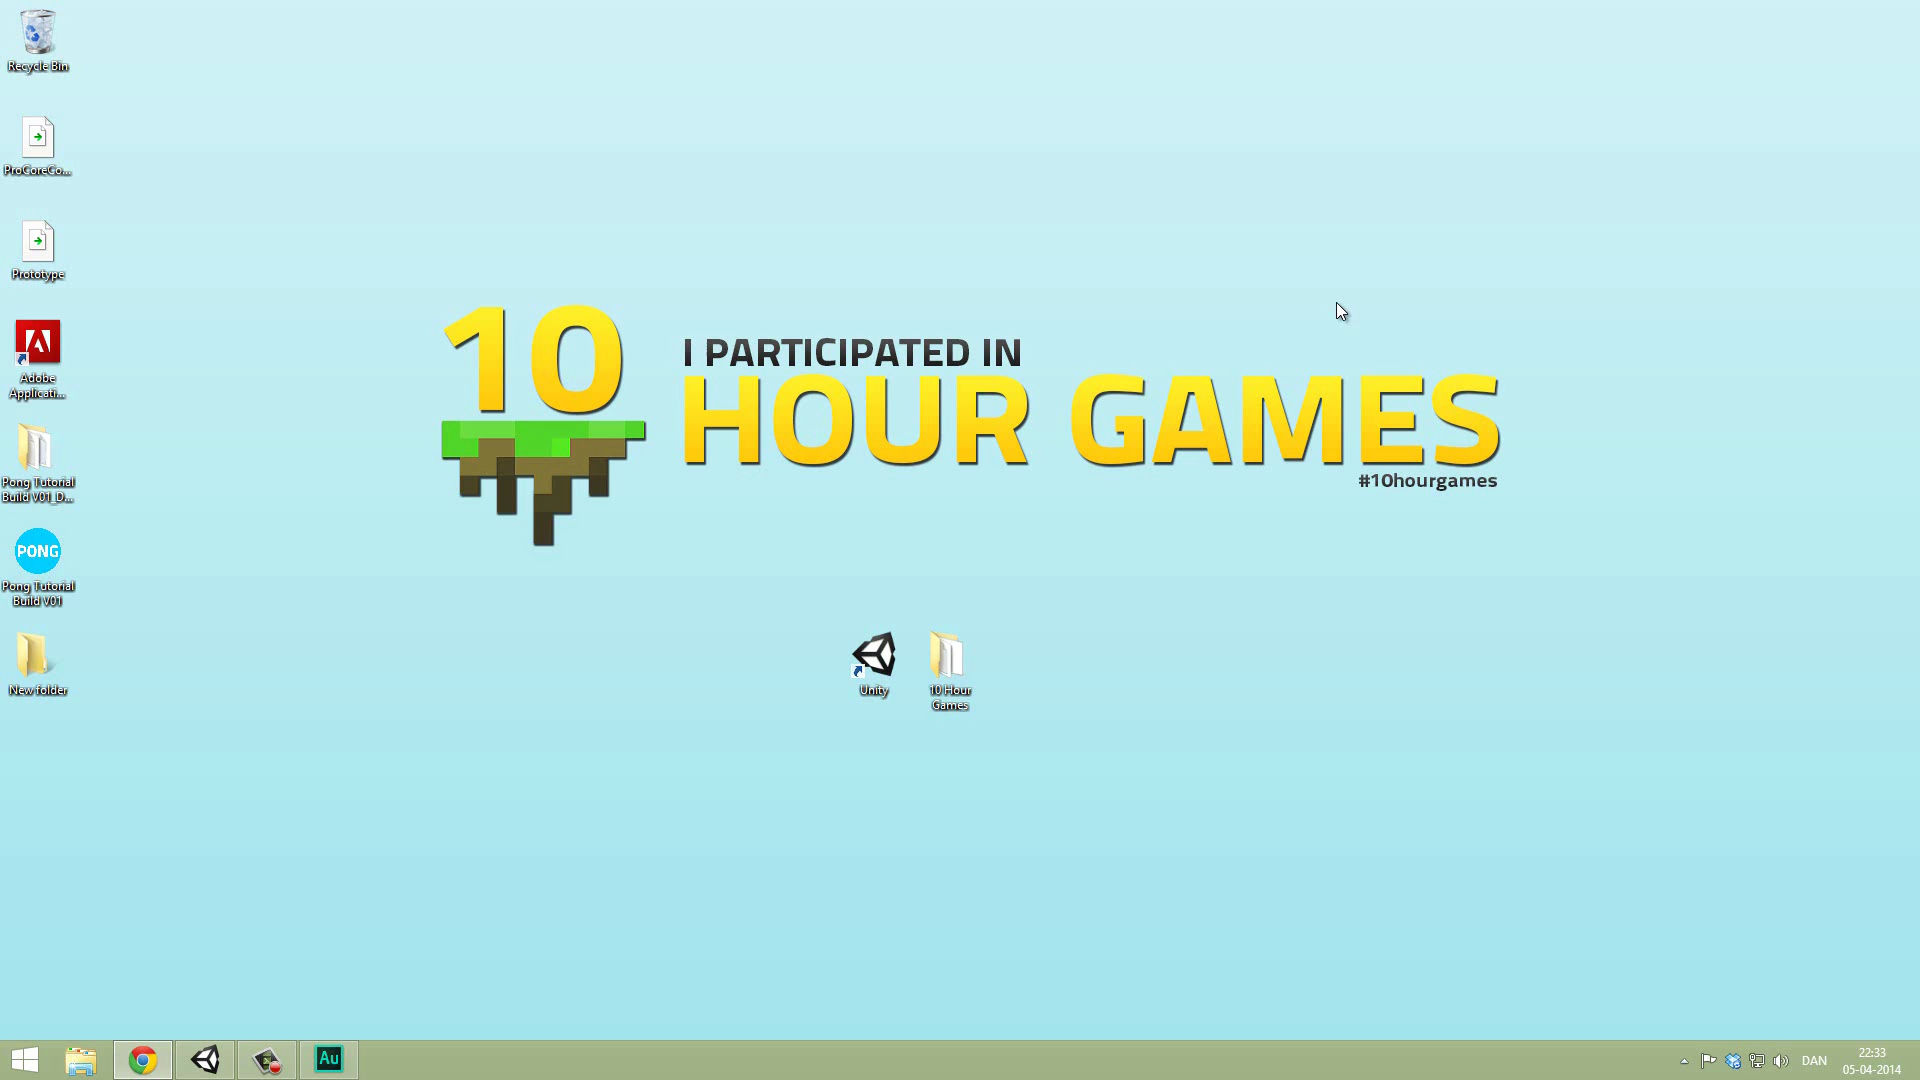 Recycle Bin
ProCoreCo...
Prototype
Adobe
Applicati...
Pong Tutorial
Build V01_D...
PONG
Pong Tutorial
Build V01
New folder
10
I PARTICIPATED IN
HOUR GAMES
#10hourgames
Unity
10 Hour
Games
Au
DAN
22:33
05-04-2014